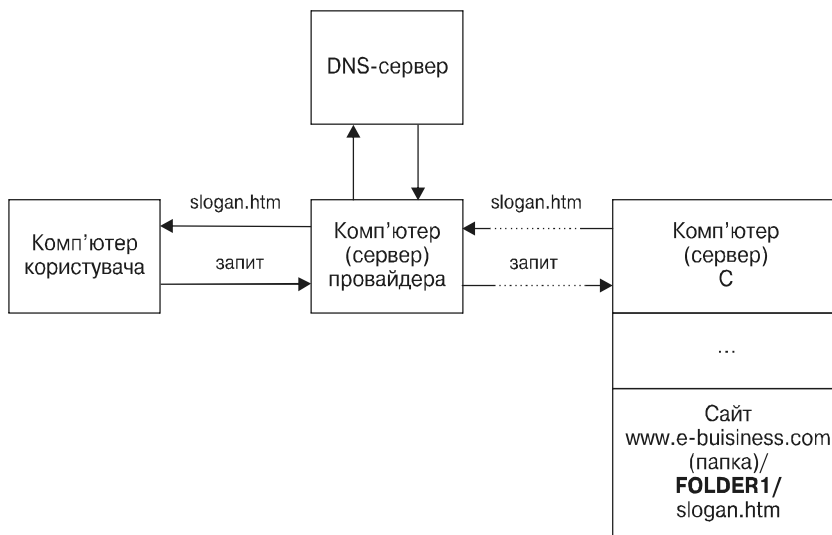 DNS-сервер
slogan.htm
slogan.htm
Комп'ютер
користувача
Комп'ютер
(сервер)
провайдера
Комп'ютер
(сервер)
С
запит
запит
...
Сайт
www.e-buisiness.com
(папка)/
FOLDER1/
slogan.htm